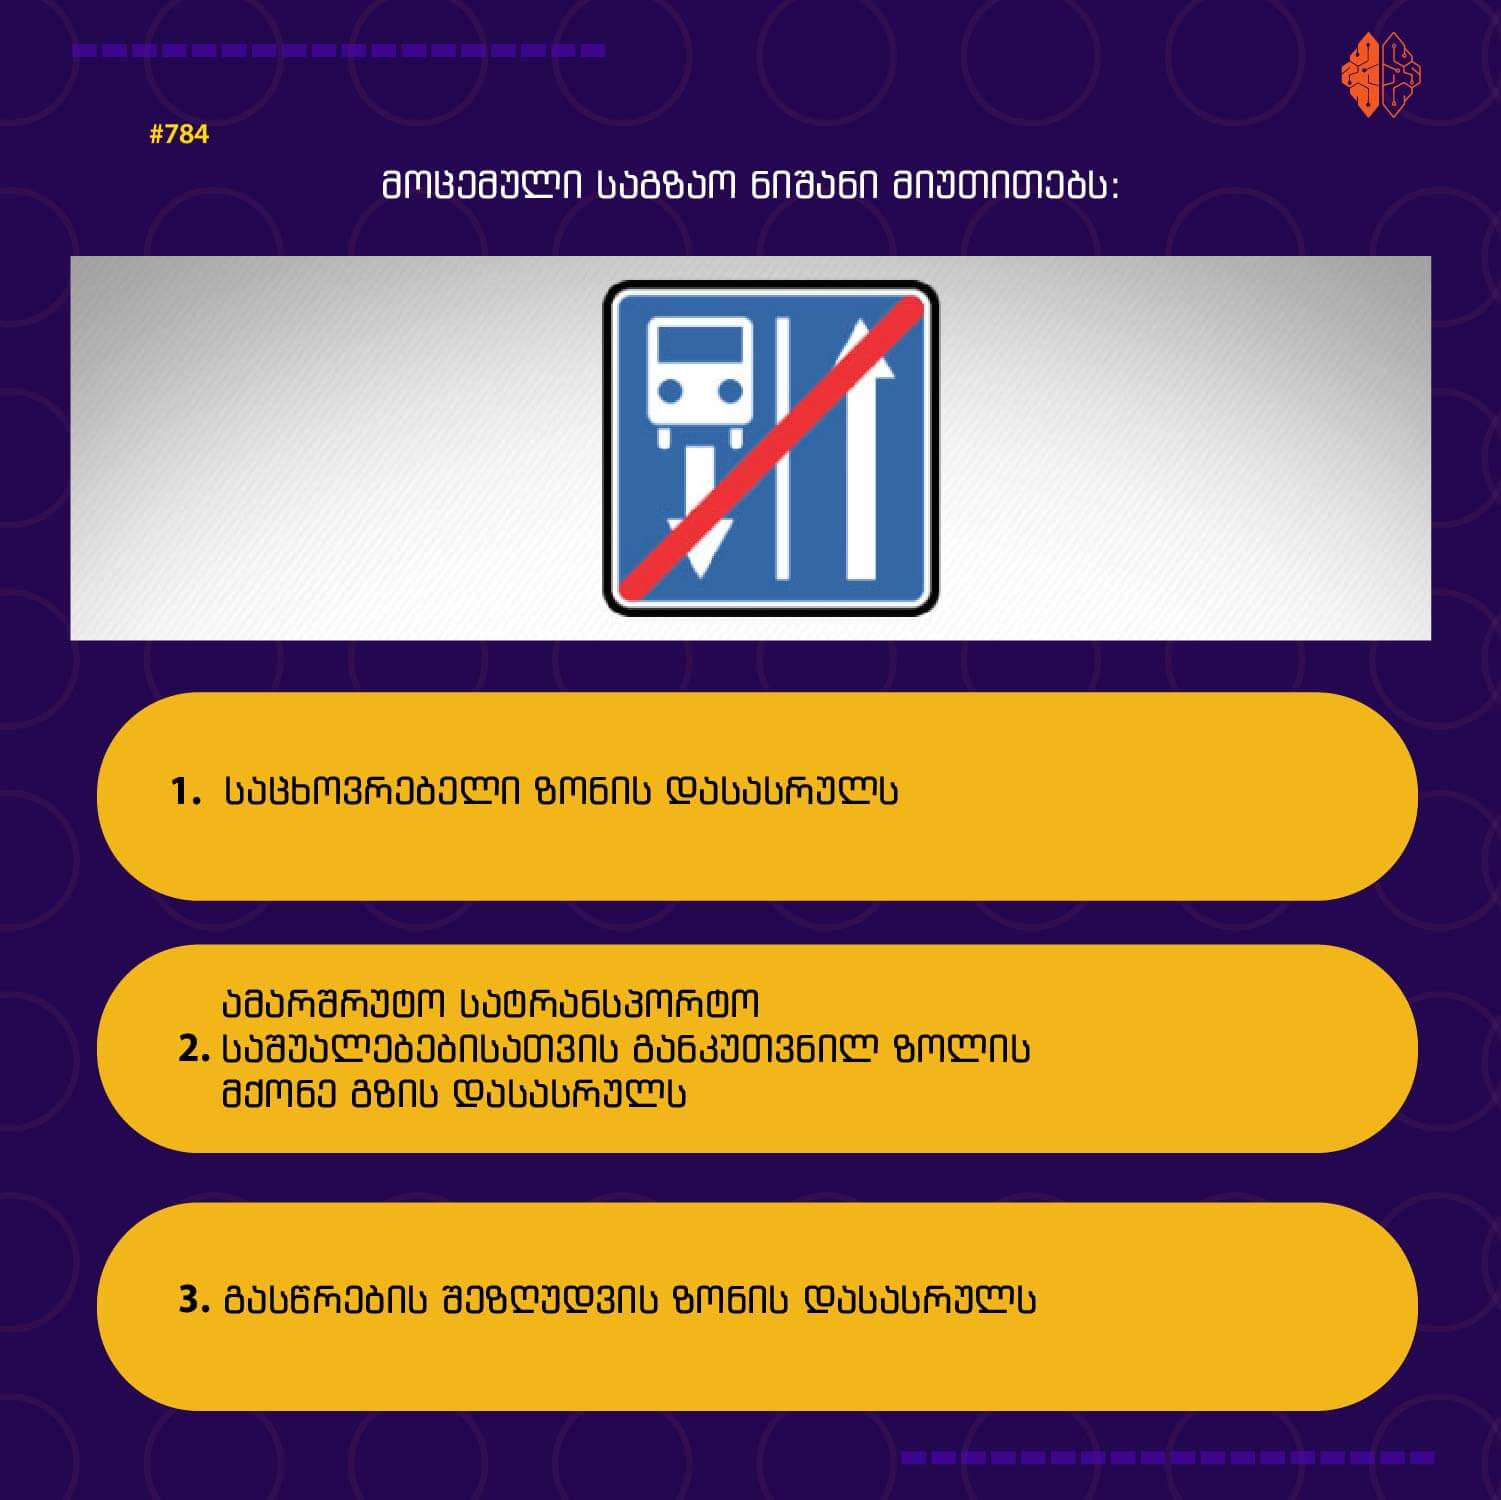 #784
მოცემული საგზაო ნიშანი მიუთითებს:
1. საცხოვრებელი ზონის დასასრულს
ამარშრუტო სატრანსპორტო
2. საშუალებებისათვის განკუთვნილ ზოლის
მქონე გზის დასასრულს
3. გასწრების შეზღუდვის ზონის დასასრულს